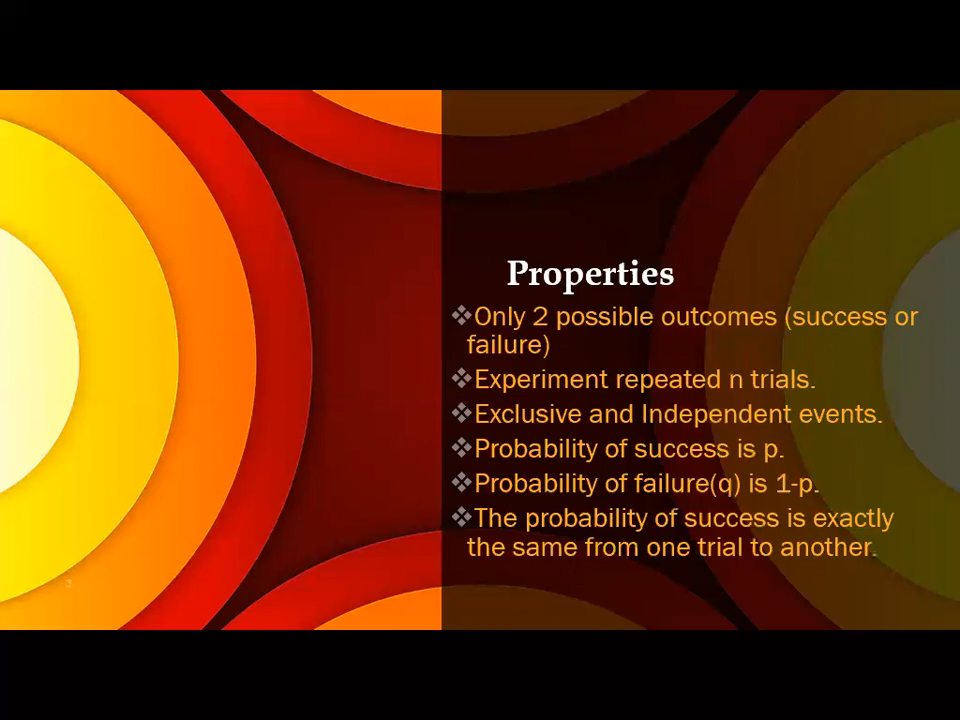 Properties
❖Only 2 possible outcomes (success or
failure)
❖Experiment repeated n trials.
❖Exclusive and Independent events.
❖Probability of success is p.
❖Probability of failure(q) is 1-p.
❖The probability of success is exactly
the same from one trial to another.
3